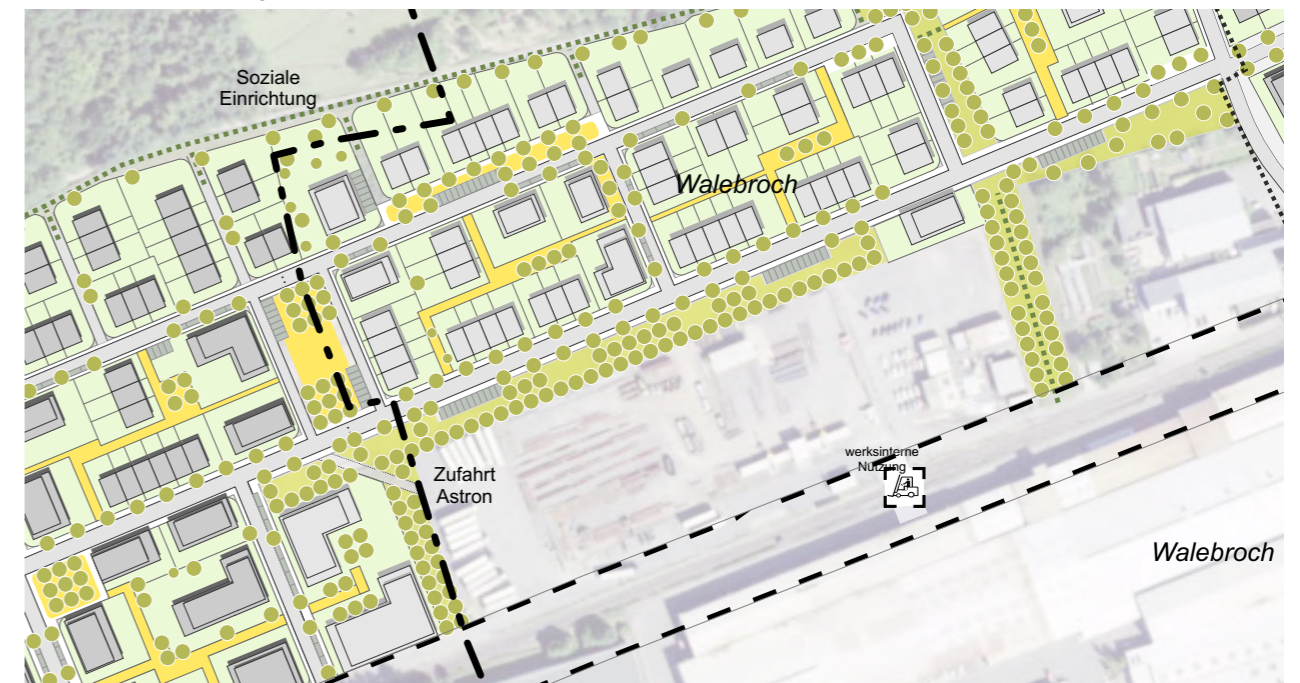 Soziale
Einrichtung
Walebroch
Zufahrt
Astron
werksinterne
Nutzung
Walebroch